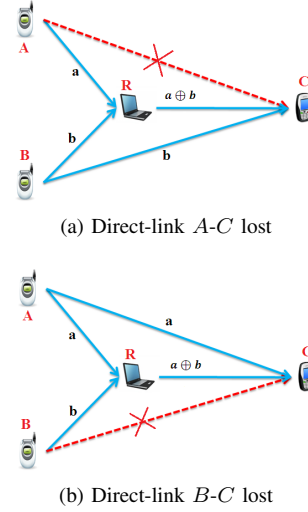 A
C
R
a
a ⊕ b
B
b
b
(a) Direct-link A-C lost
A
a
C
a
R
a ⊕ b
B
b
(b) Direct-link B-C lost